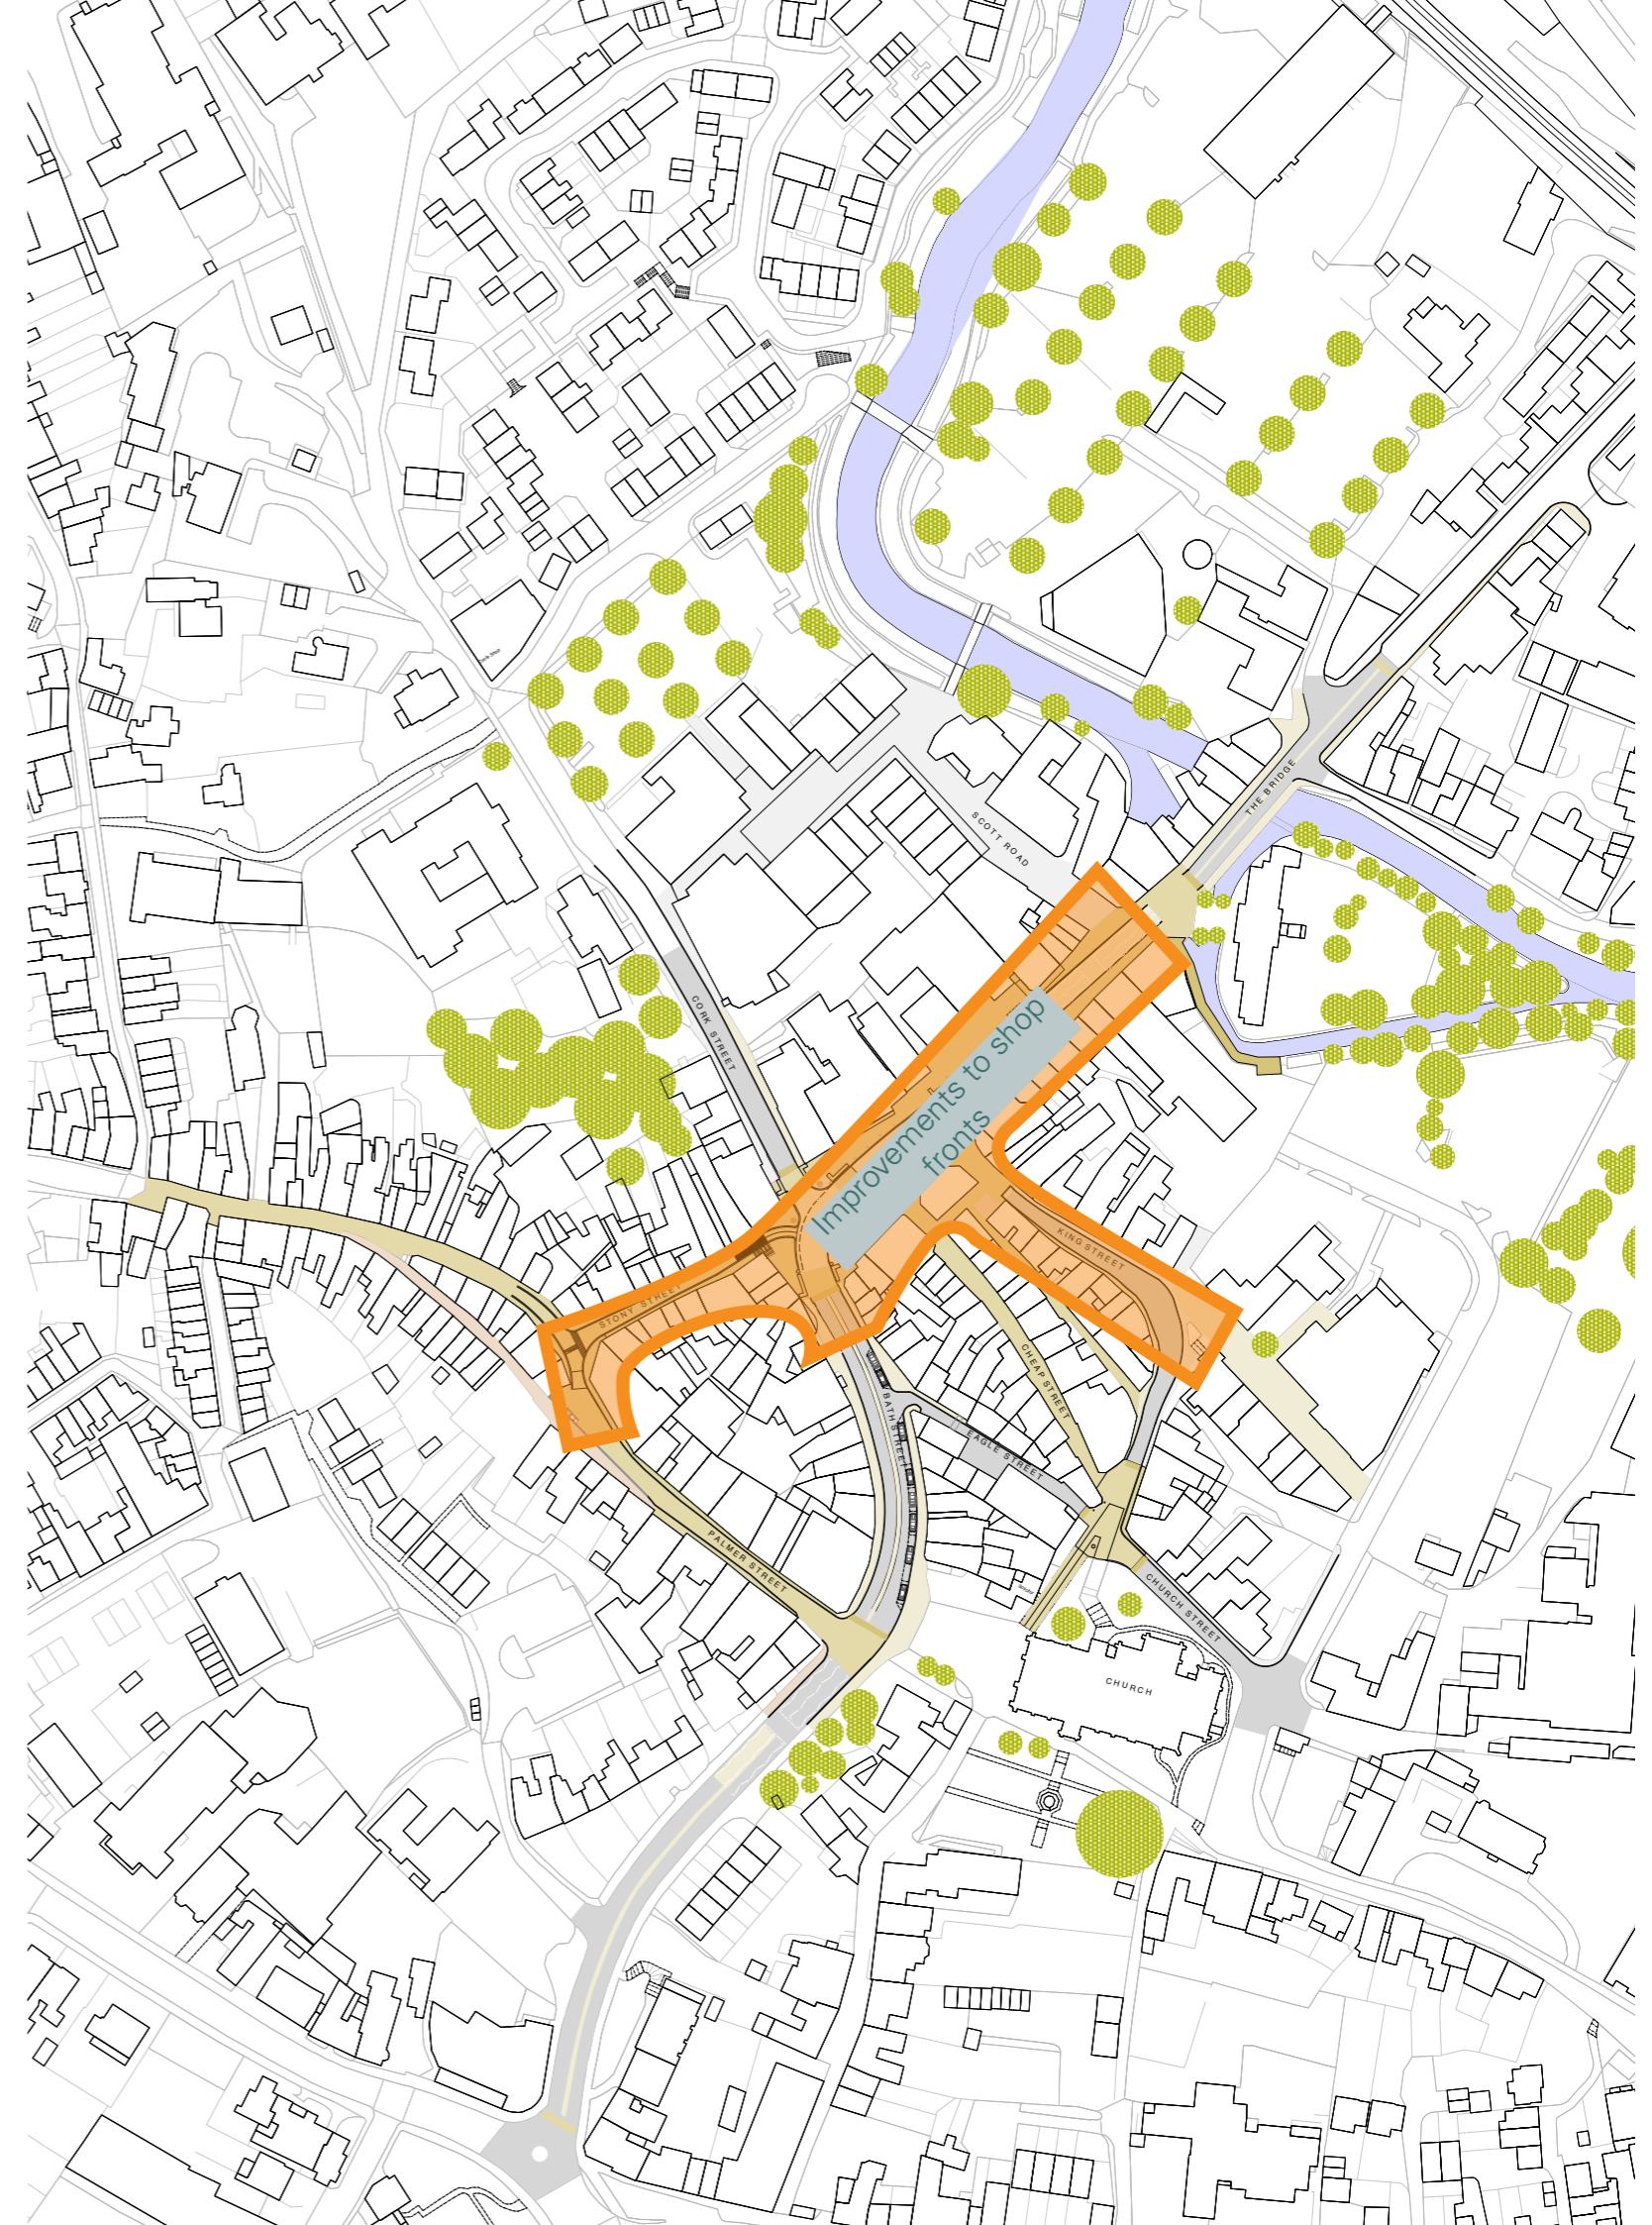 SCOTT ROAD
THE BRIDGE
CORK STREET
Improvements to shop
fronts
KING STREET
STONY STREET
CHEAP STREET
BATH STREET
EAGLE STREET
PALMER STREET
CHURCH STREET
CHURCH